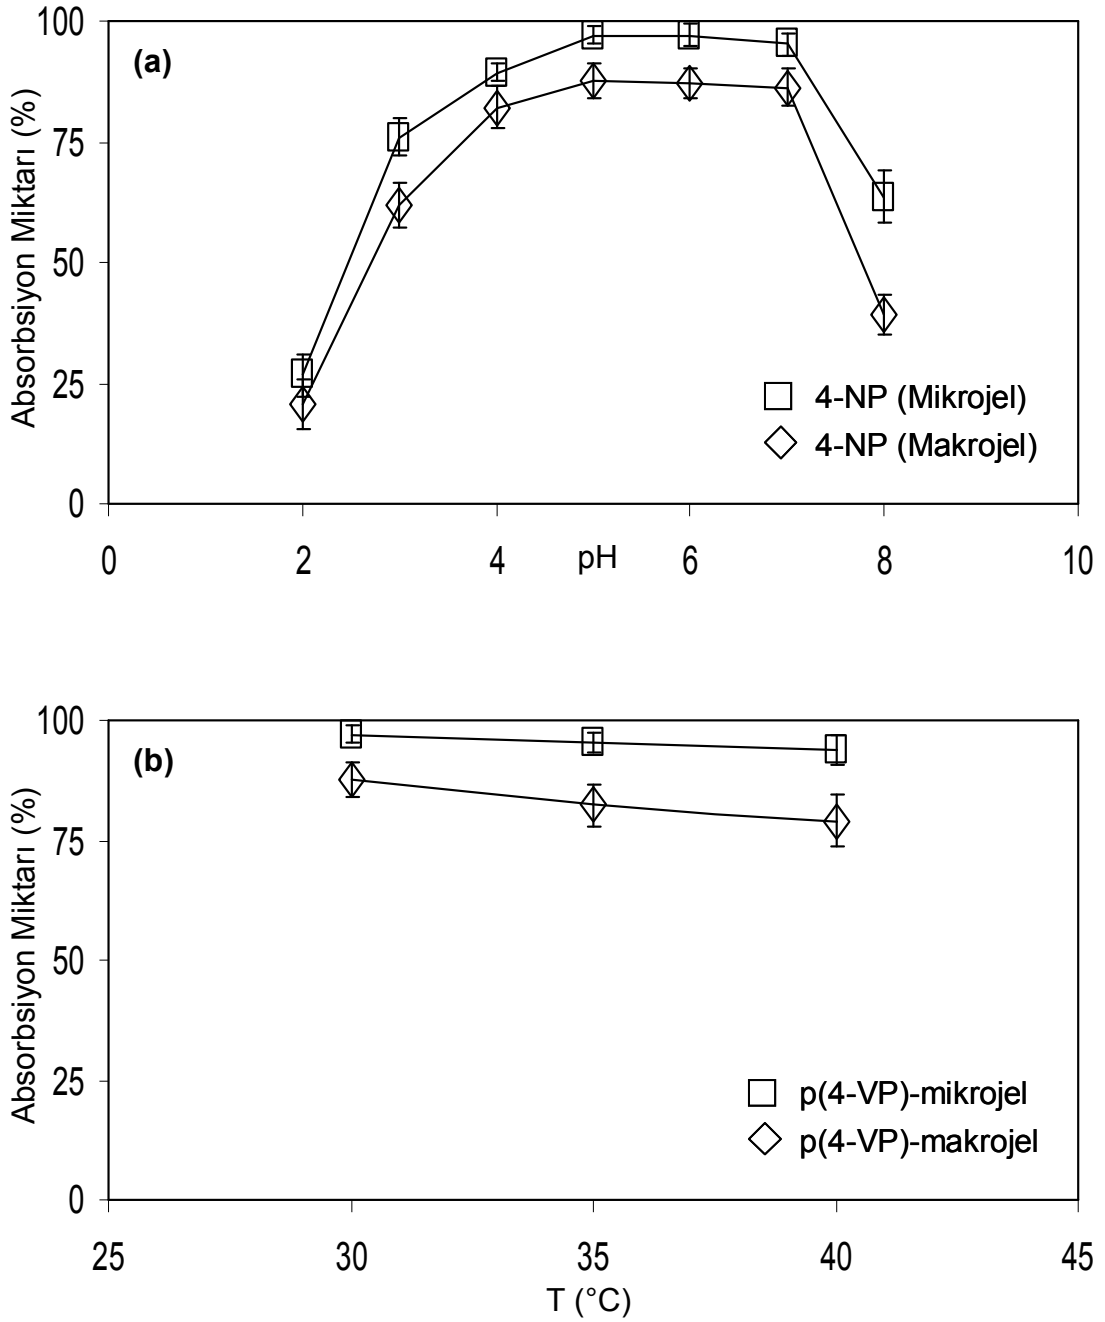 100
(a)
75
50
25
0
Absorbsiyon Miktarı (%)
4-NP (Mikrojel)
4-NP (Makrojel)
0 2 4 pH 6 8 10
100
(b)
75
50
25
0
Absorbsiyon Miktarı (%)
p(4-VP)-mikrojel
p(4-VP)-makrojel
25 30 35 40 45
T (°C)